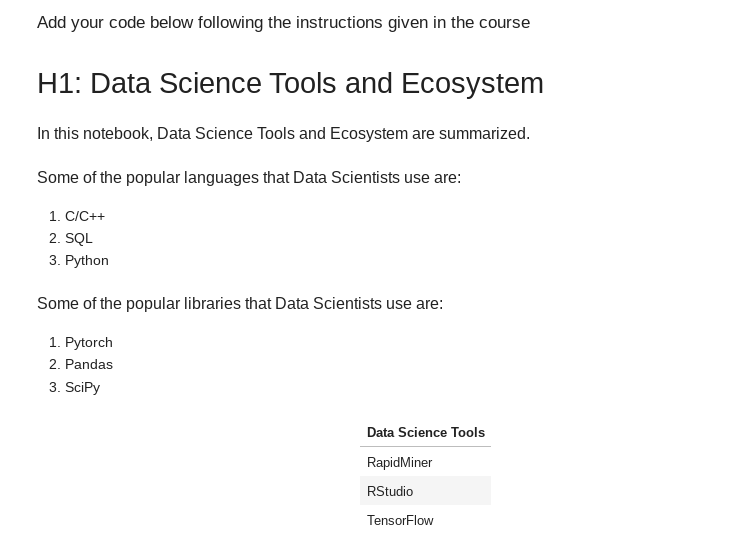 Add your code below following the instructions given in the course
H1: Data Science Tools and Ecosystem
In this notebook, Data Science Tools and Ecosystem are summarized.
Some of the popular languages that Data Scientists use are:
1. C/C++
2. SQL
3. Python
Some of the popular libraries that Data Scientists use are:
1. Pytorch
2. Pandas
3. SciPy
Data Science Tools
RapidMiner
RStudio
TensorFlow